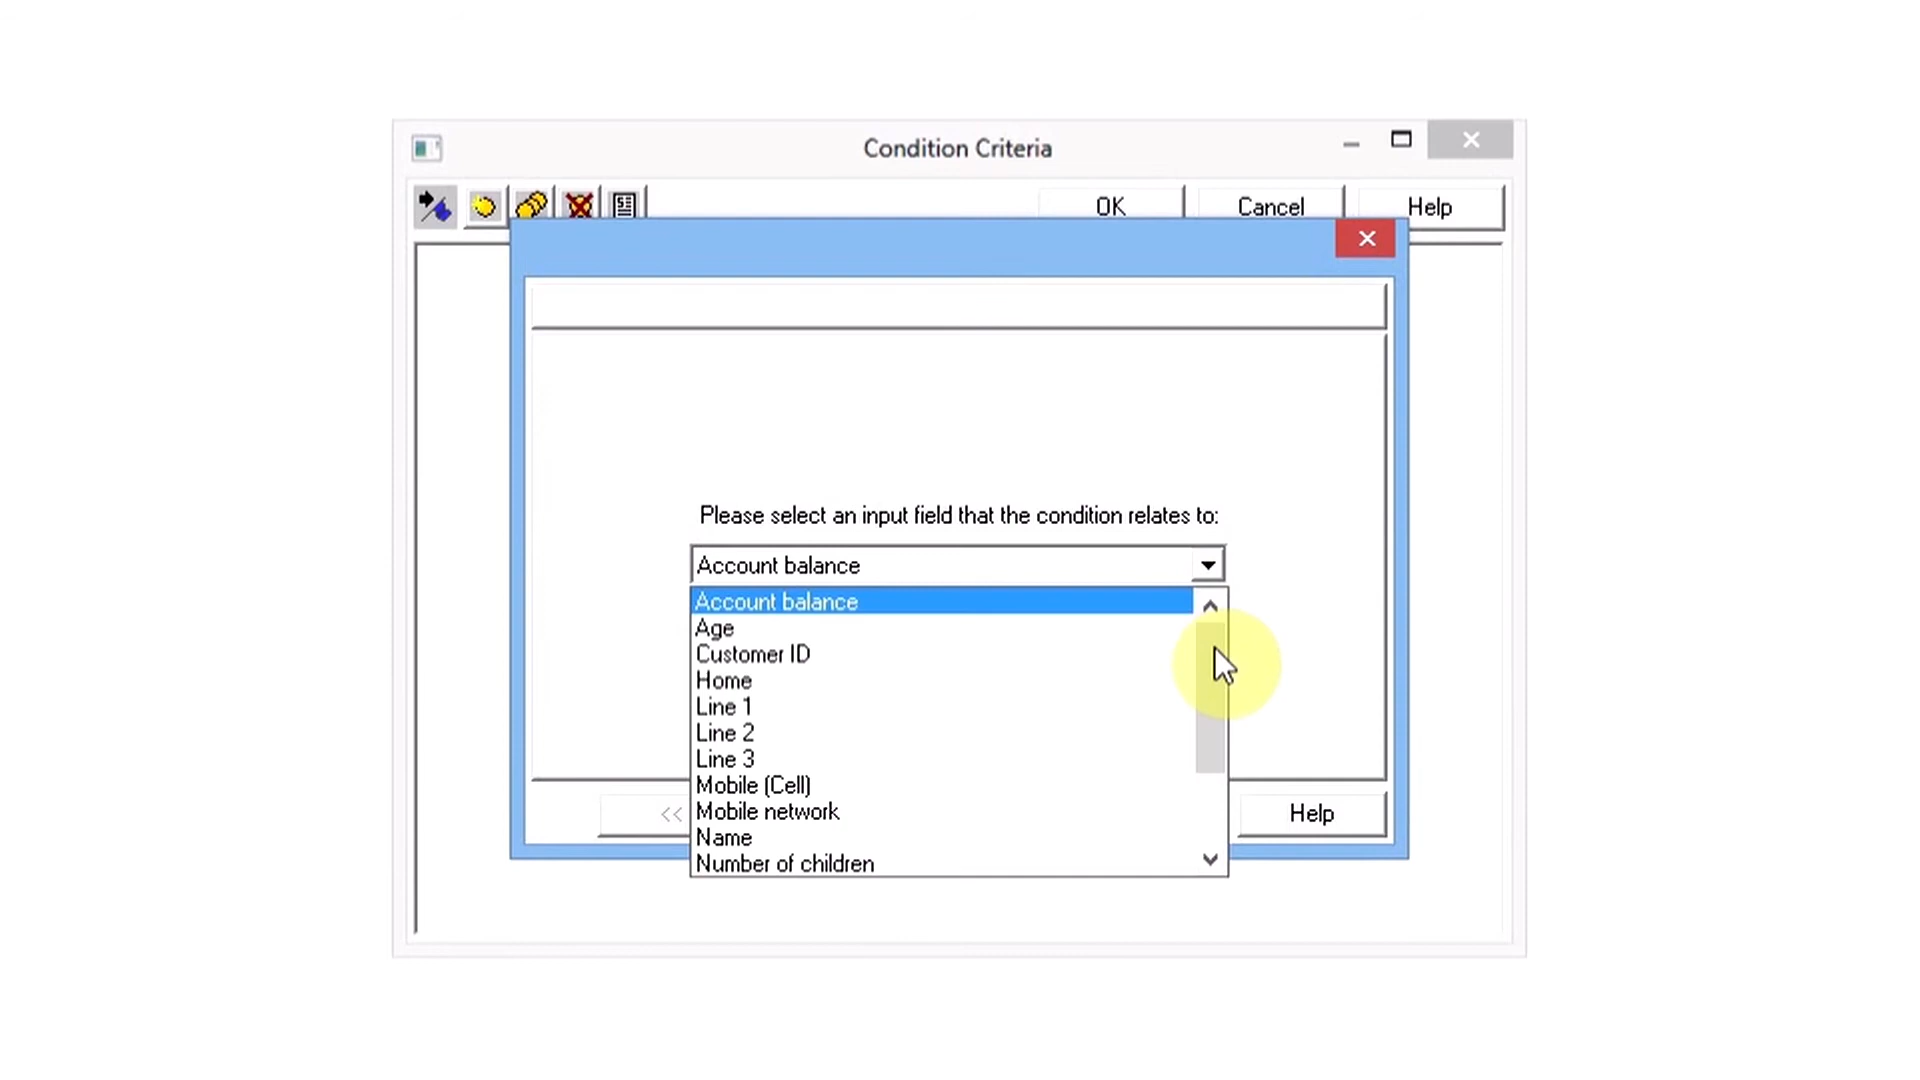 Condition Criteria
OK Cancel Help
Please select an input field that the condition relates to:
Account balance
Account balance
Age
Customer ID
Home
Line 1
Line 2
Line 3
Mobile (Cell)
Mobile network
Name
Number of children
<< Help